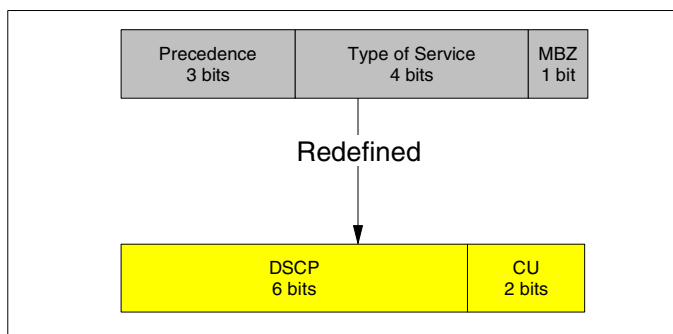 Precedence
3 bits
Type of Service
4 bits
MBZ
1 bit
Redefined
DSCP
6 bits
CU
2 bits